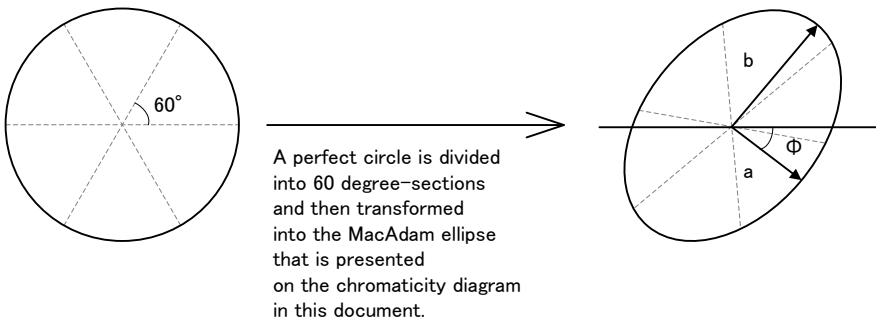 60°
A perfect circle is divided
into 60 degree-sections
and then transformed
into the MacAdam ellipse
that is presented
on the chromaticity diagram
in this document.
b
Φ
a